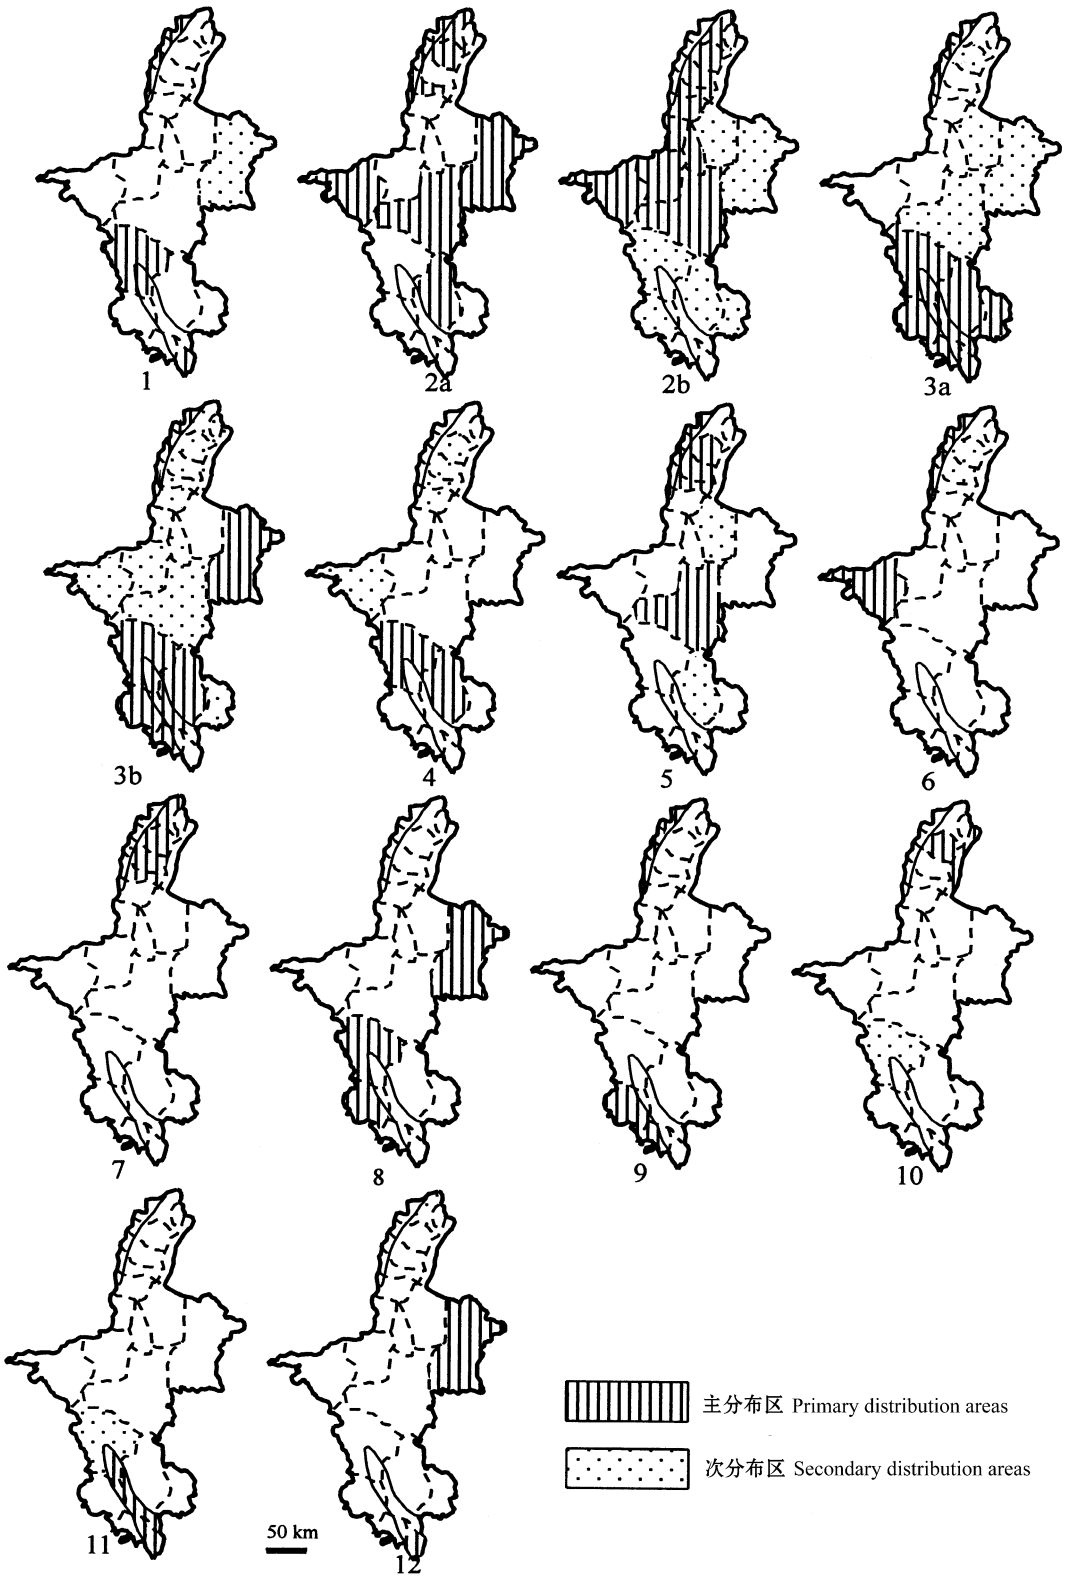 1
2a
2b
3a
3b
4
5
6
7
8
9
10
11
12
50 km
主分布区 Primary distribution areas
次分布区 Secondary distribution areas